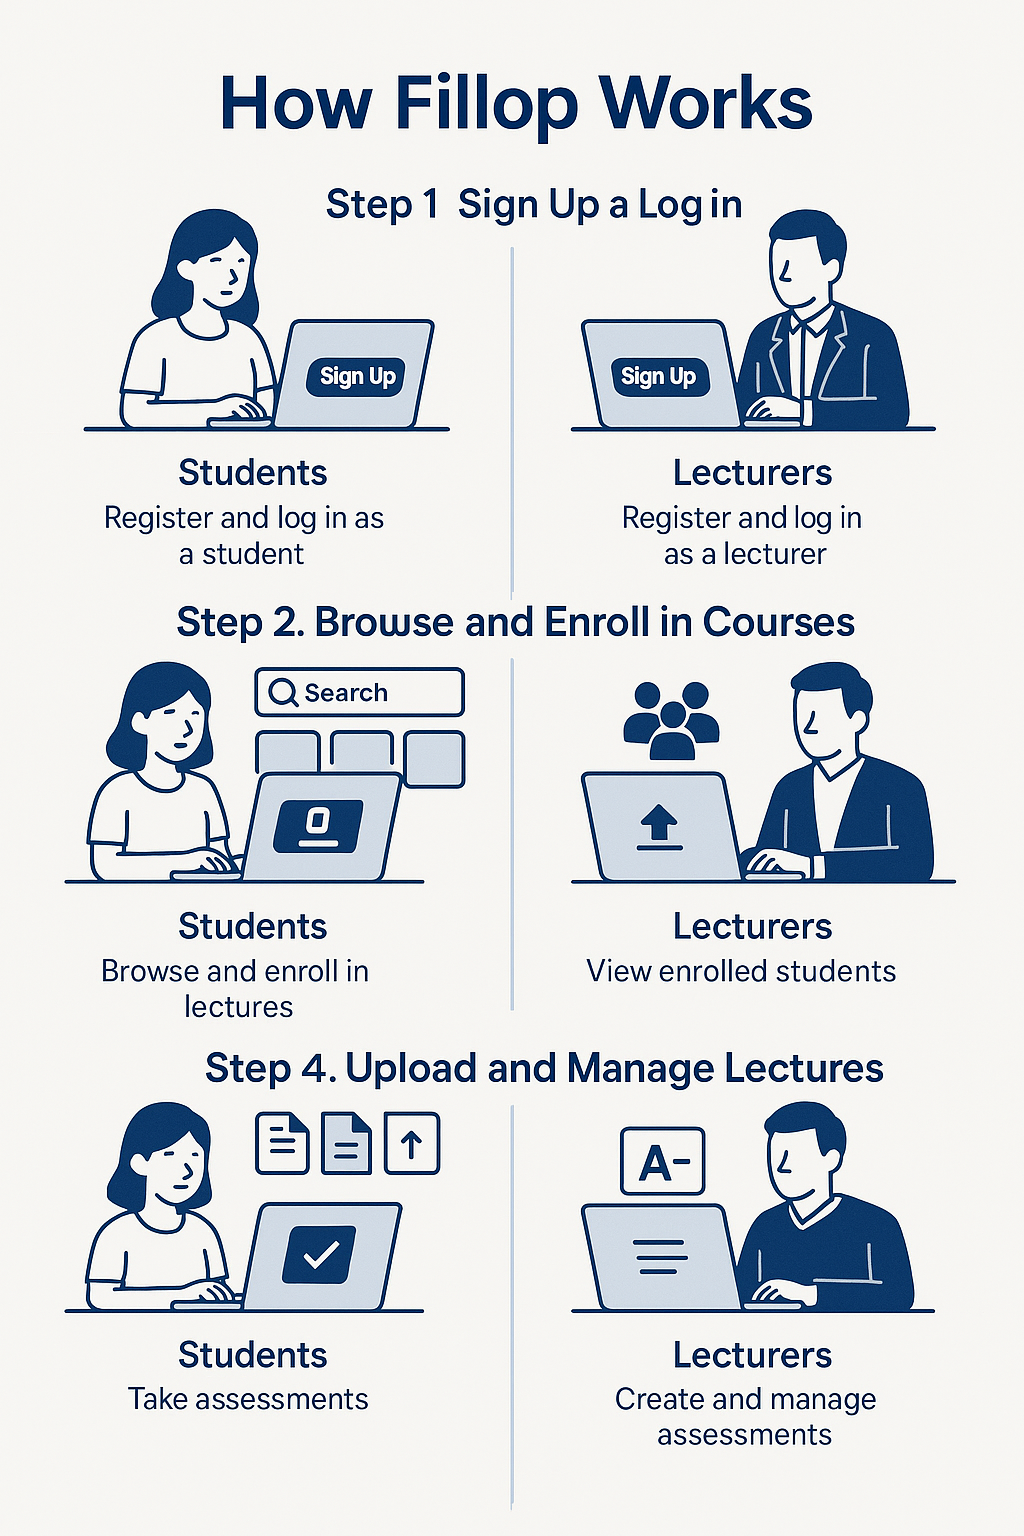 How Fillop Works
Step 1 Sign Up a Log in
Sign Up
Sign Up
Students
Register and log in as
a student
Lecturers
Register and log in
as a lecturer
Step 2. Browse and Enroll in Courses
Search
Students
Browse and enroll in
lectures
Lecturers
View enrolled students
Step 4. Upload and Manage Lectures
A-
Students
Take assessments
Lecturers
Create and manage
assessments